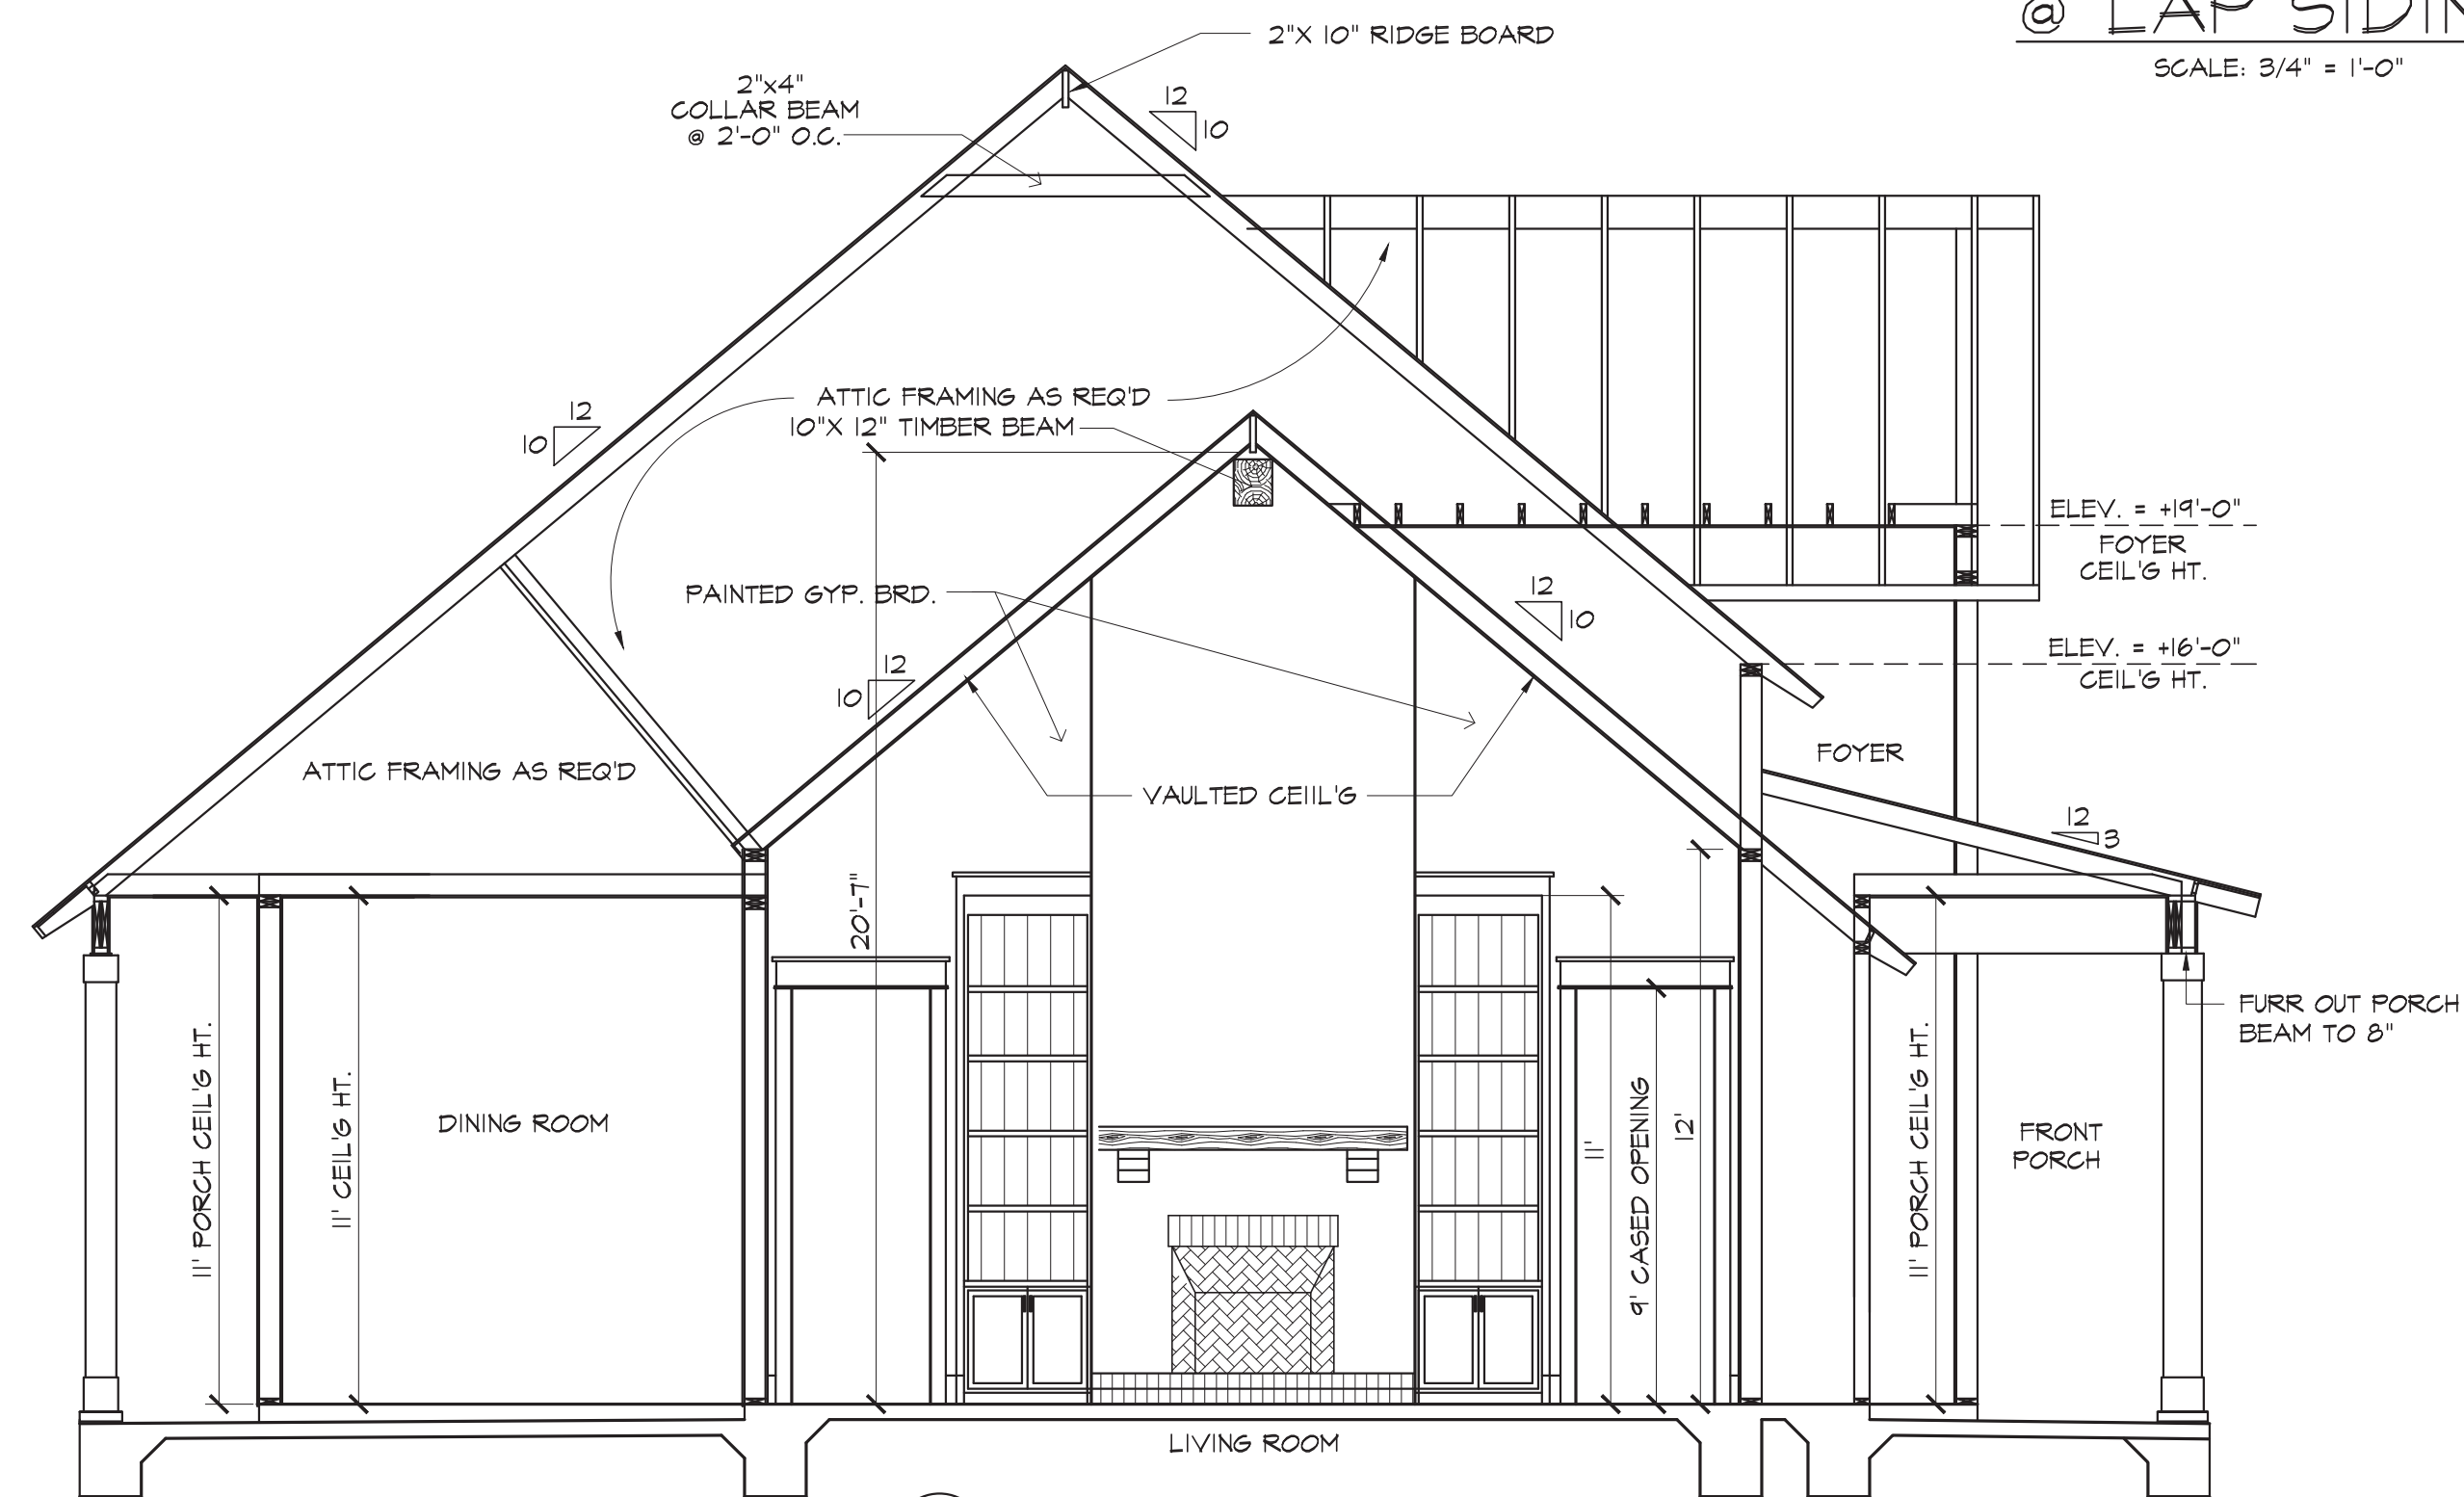 @ LAP SIDIN
SCALE: 3/4" = 1'-0"
2"X 10" RIDGE BOARD
2"x4"
COLLAR BEAM
@ 2'-0" O.C.
12
10
ATTIC FRAMING AS REQ'D
10"X 12" TIMBER BEAM
12
10
ELEV. = +19'-0"
FOYER
CEIL'G HT.
PAINTED GYP. BRD.
12
10
ELEV. = +16'-0"
CEIL'G HT.
12
10
FOYER
ATTIC FRAMING AS REQ'D
VAULTED CEIIL'G
12
3
20'-7"
11' PORCH CEIL'G HT.
11' CEIL'G HT.
DINING ROOM
11'
9' CASED OPENING
12'
11' PORCH CEIL'G HT.
FRONT
PORCH
FURR OUT PORCH
BEAM TO 8"
LIVING ROOM